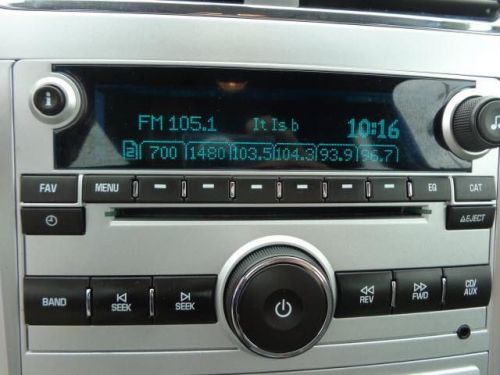 FM 105.1 It Is b 10:16
2 700 1480 103.5 104.3 93.9 96.7
FAV MENU EQ CAT
EJECT
BAND SEEK SEEK REV FWD CD/AUX